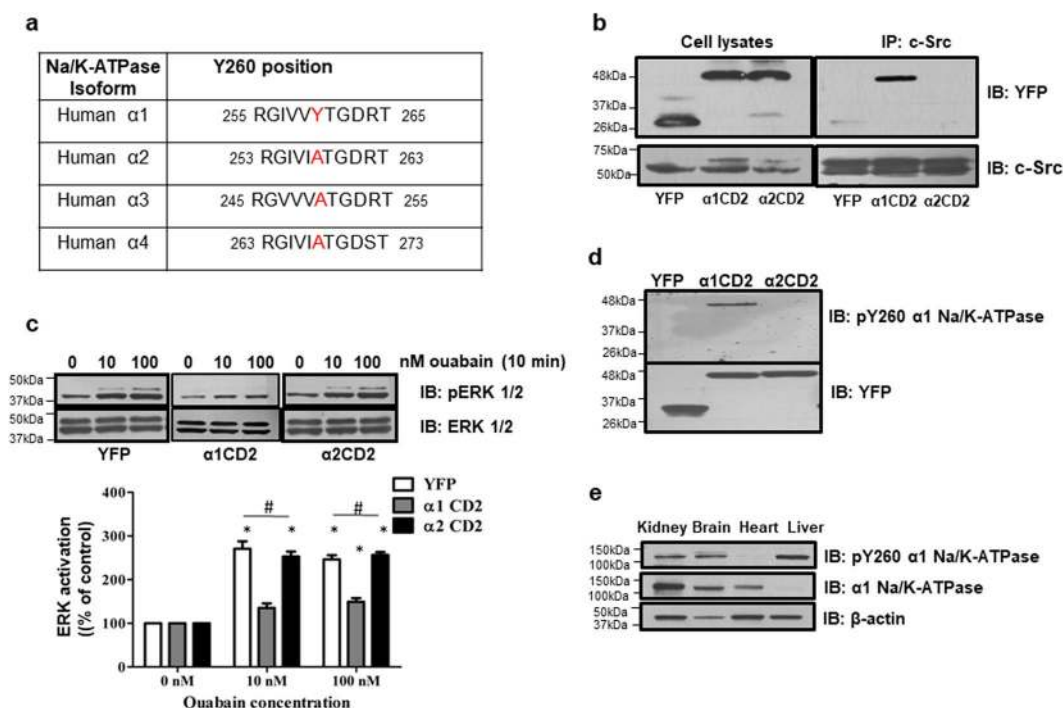 a
Na/K-ATPase Isoform
Y260 position
Human α1
255 RGIVVYTGDRT 265
Human α2
253 RGIVIATGDRT 263
Human α3
245 RGVVVATGDRT 255
Human α4
263 RGIVIATGDST 273
b
Cell lysates
IP: c-Src
48kDa
37kDa
26kDa
IB: YFP
75kDa
50kDa
IB: c-Src
YFP α1CD2 α2CD2
YFP α1CD2 α2CD2
c
0 10 100 0 10 100 0 10 100 nM ouabain (10 min)
50kDa
37kDa
IB: pERK 1/2
50kDa
37kDa
IB: ERK 1/2
YFP α1CD2 α2CD2
YFP
α1 CD2
α2 CD2
ERK activation
((% of control)
400
300
200
100
0
* # *
* # * *
0 nM 10 nM 100 nM
Ouabain concentration
d
YFP α1CD2 α2CD2
48kDa
37kDa
26kDa
IB: pY260 α1 Na/K-ATPase
48kDa
37kDa
26kDa
IB: YFP
e
Kidney Brain Heart Liver
150kDa
100kDa
IB: pY260 α1 Na/K-ATPase
150kDa
100kDa
IB: α1 Na/K-ATPase
50kDa
37kDa
IB: β-actin